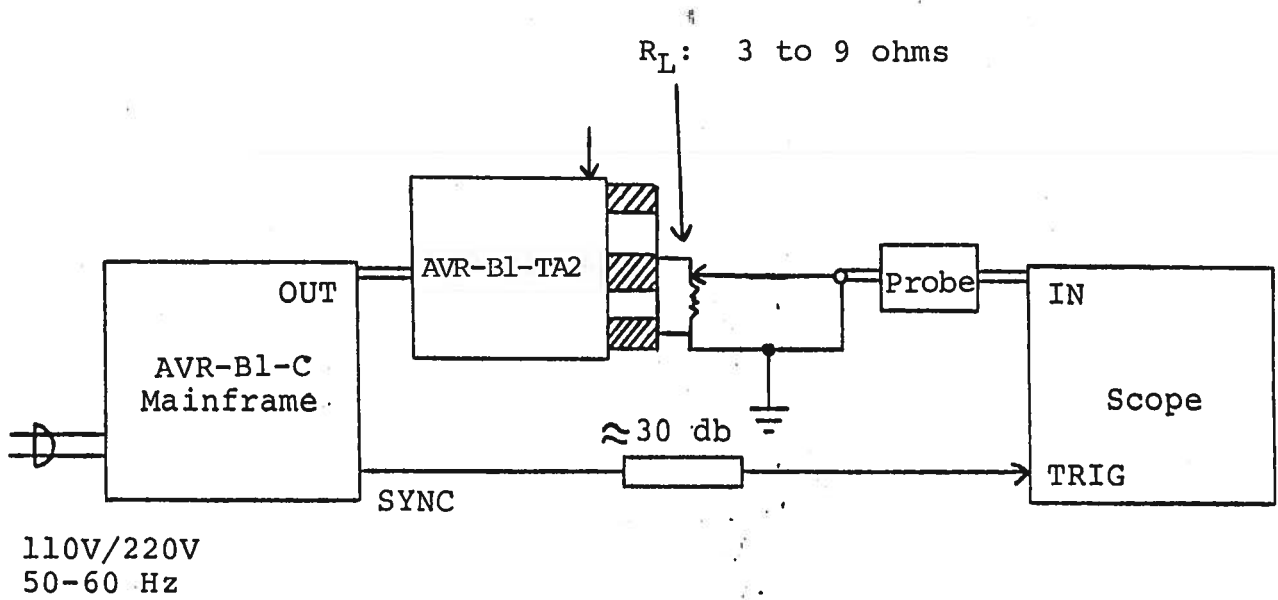 R_L: 3 to 9 ohms
AVR-B1-TA2
OUT
Probe
IN
AVR-B1-C
Mainframe
Scope
≈30 db
SYNC
TRIG
110V/220V
50-60 Hz